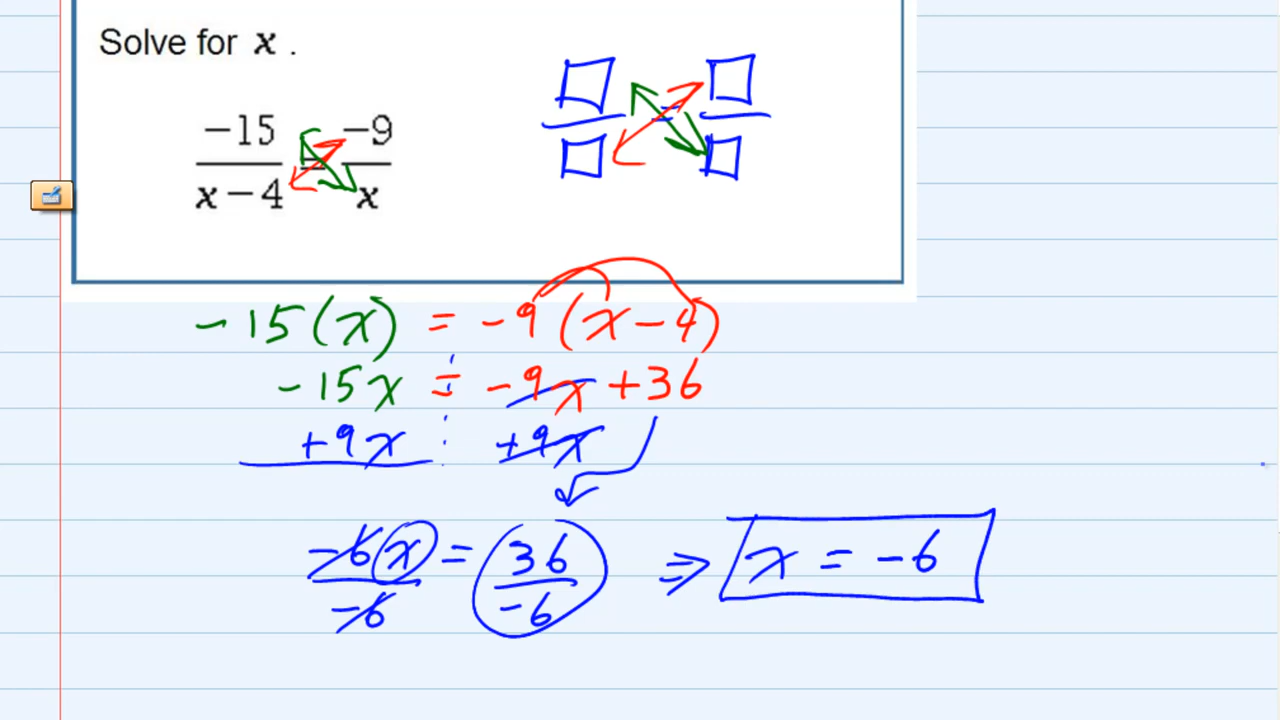 Solve for x .
−15 / x − 4 = −9 / x
□ / □ = □ / □
−15(x) = −9(x−4)
−15x = −9x +36
+9x +9x
−6x / −6 = 36 / −6 ⇒ x = −6